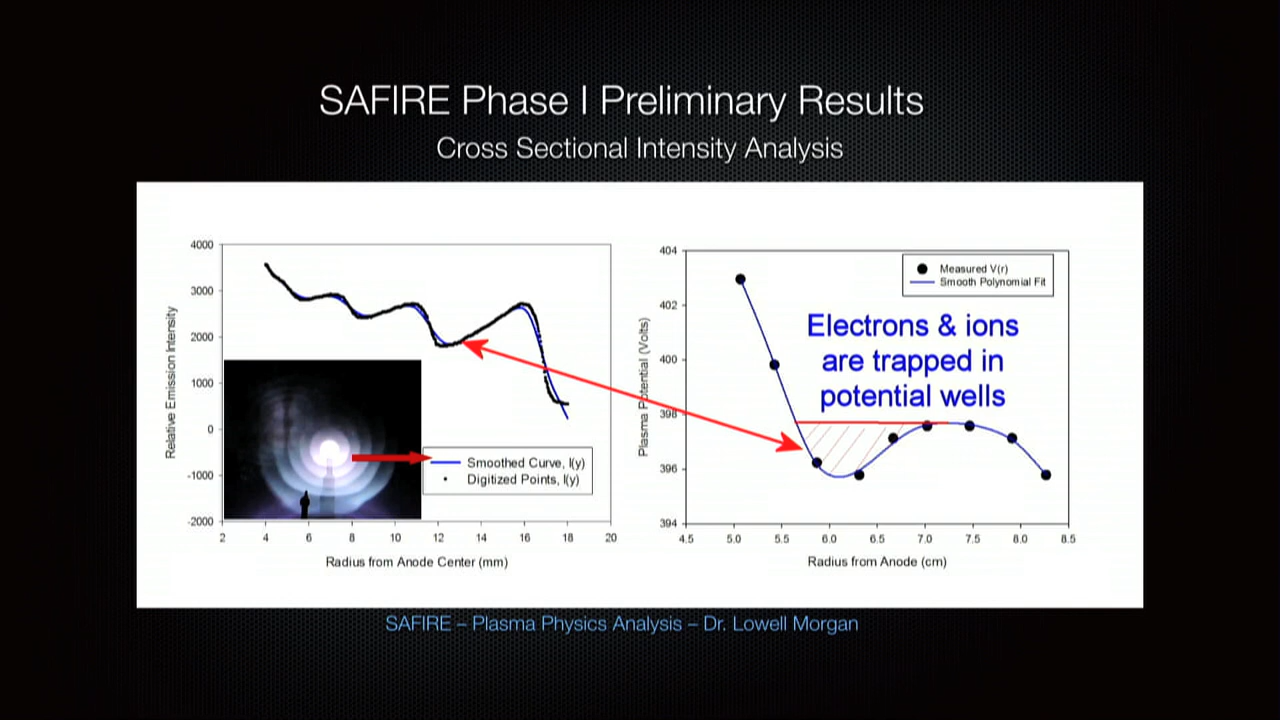 SAFIRE Phase I Preliminary Results
Cross Sectional Intensity Analysis
4000
3000
2000
1000
0
-1000
-2000
Relative Emission Intensity
Smoothed Curve, I(y)
Digitized Points, I(y)
2 4 6 8 10 12 14 16 18 20
Radius from Anode Center (mm)
404
402
400
398
396
394
Plasma Potential (Volts)
Measured V(r)
Smooth Polynomial Fit
Electrons & ions
are trapped in
potential wells
4.5 5.0 5.5 6.0 6.5 7.0 7.5 8.0 8.5
Radius from Anode (cm)
SAFIRE – Plasma Physics Analysis – Dr. Lowell Morgan